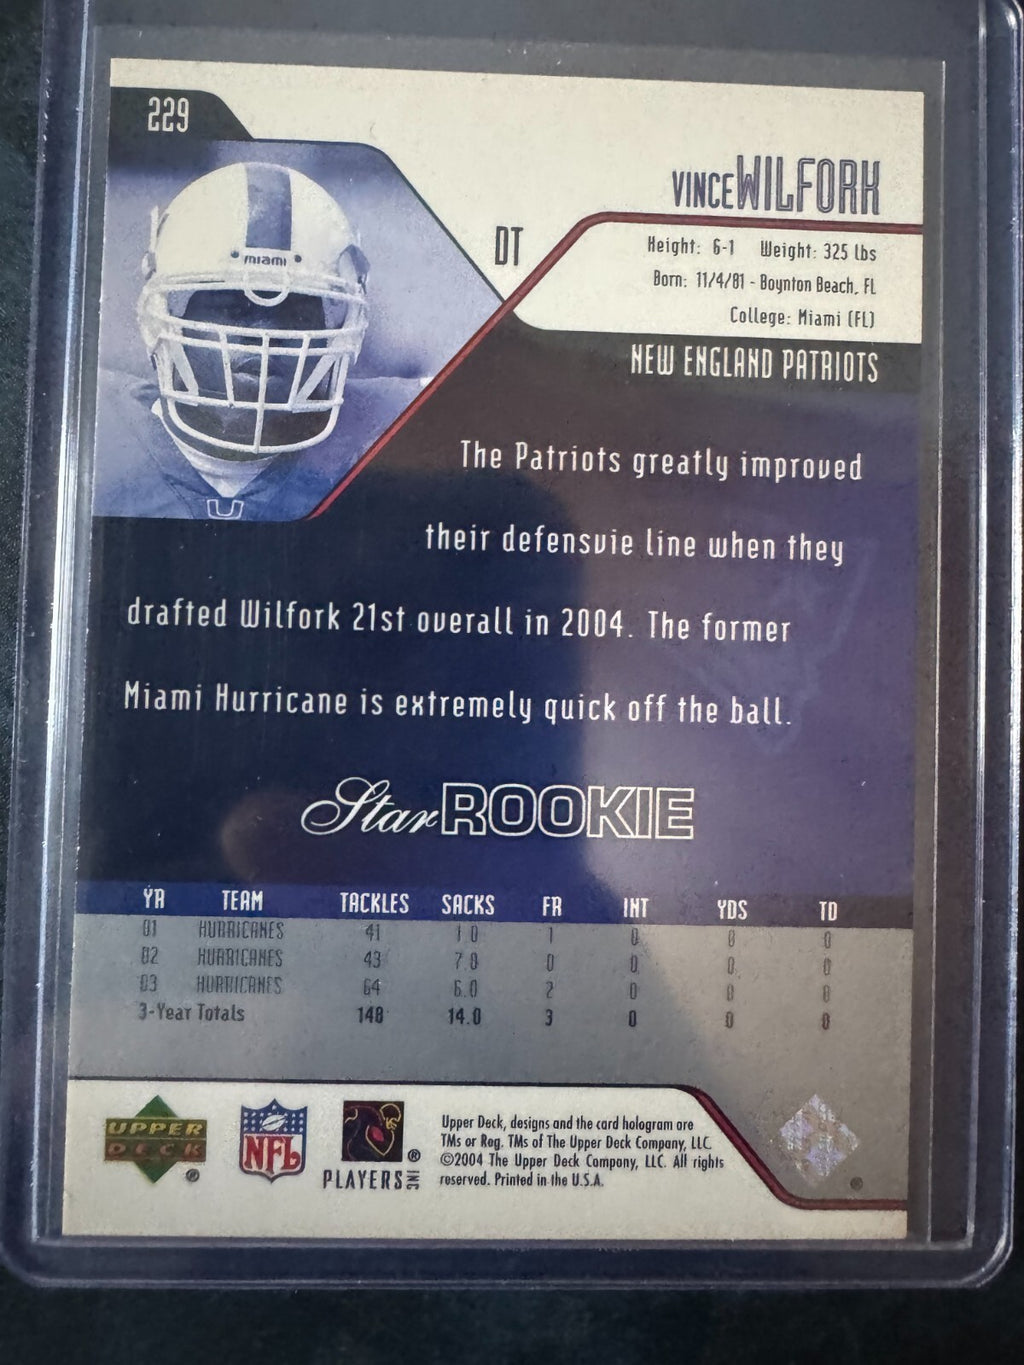 229
miami
U
VINCE WILFORK
DT
Height: 6-1 Weight: 325 lbs
Born: 11/4/81 - Boynton Beach, FL
College: Miami (FL)
NEW ENGLAND PATRIOTS
The Patriots greatly improved
their defensvie line when they
drafted Wilfork 21st overall in 2004. The former
Miami Hurricane is extremely quick off the ball.
Star ROOKIE
YR TEAM TACKLES SACKS FR INT YDS TD
01 HURRICANES 41 1.0 1 0 0 0
02 HURRICANES 43 7.0 0 0 0 0
03 HURRICANES 64 6.0 2 0 0 0
3-Year Totals 148 14.0 3 0 0 0
UPPER DECK ®
NFL
PLAYERS INC ®
Upper Deck, designs and the card hologram are
TMs or Reg. TMs of The Upper Deck Company, LLC.
©2004 The Upper Deck Company, LLC. All rights
reserved. Printed in the U.S.A.
®